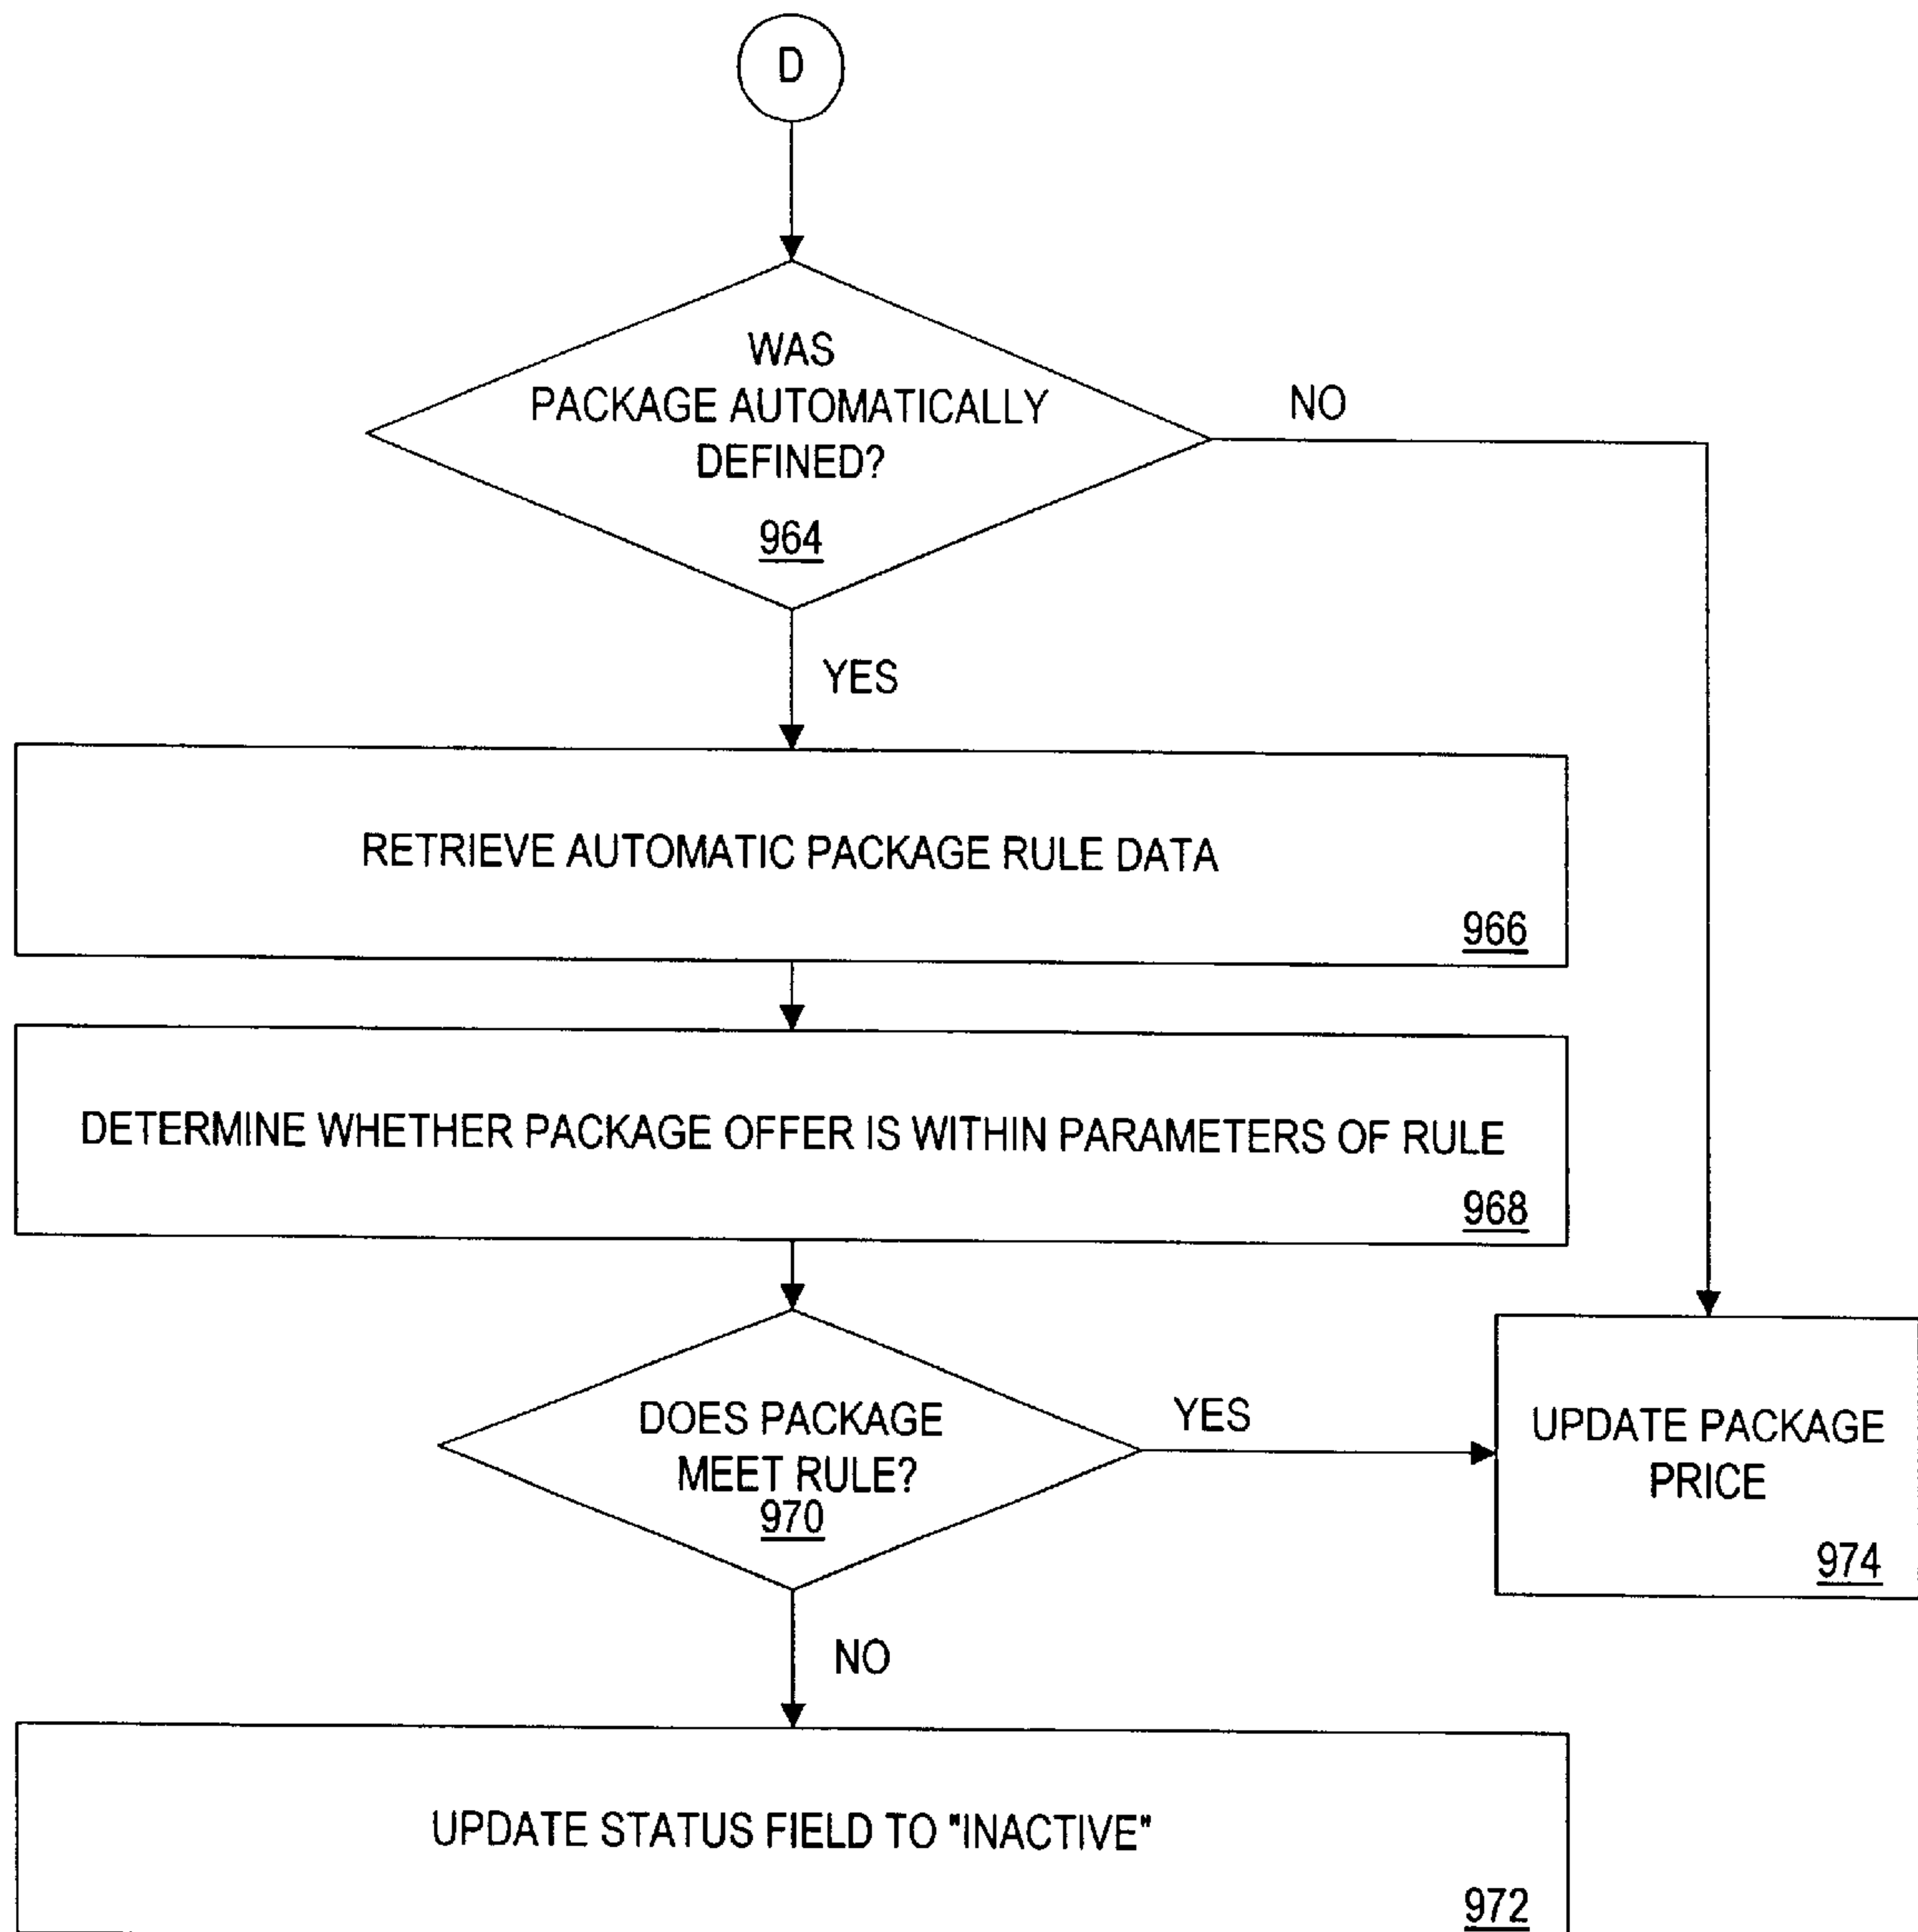 D
WAS
PACKAGE AUTOMATICALLY
DEFINED?
964
NO
YES
RETRIEVE AUTOMATIC PACKAGE RULE DATA
966
DETERMINE WHETHER PACKAGE OFFER IS WITHIN PARAMETERS OF RULE
968
DOES PACKAGE
MEET RULE?
970
YES
UPDATE PACKAGE
PRICE
974
NO
UPDATE STATUS FIELD TO "INACTIVE"
972